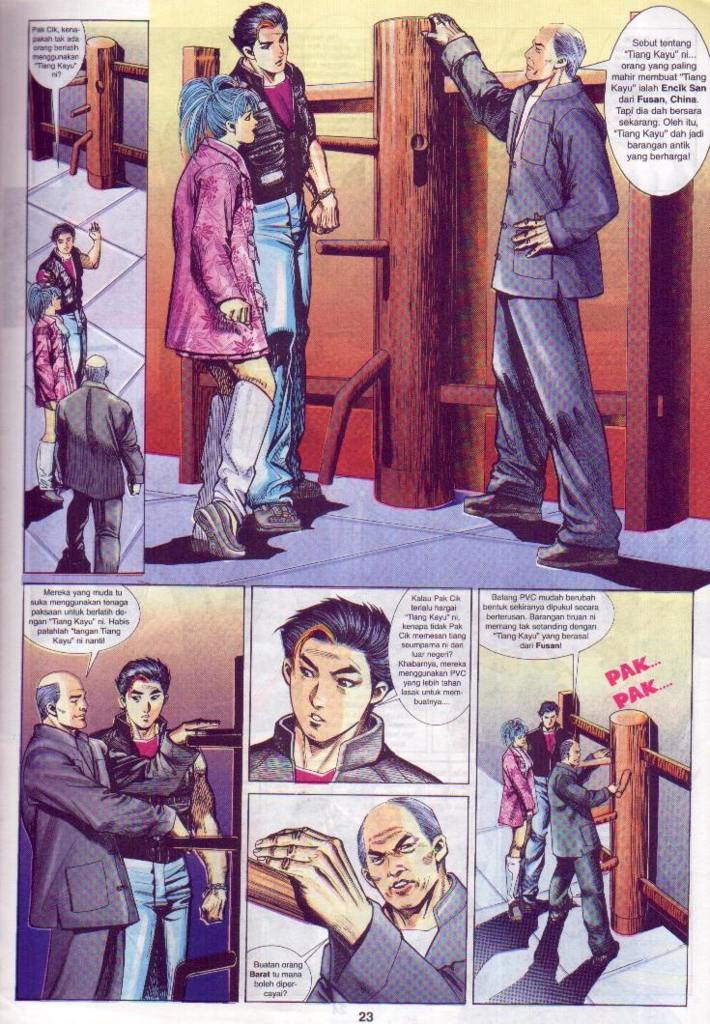 Pak Cik, kena-
pakah tak ada
orang berlatih
menggunakan
"Tiang Kayu"
ni?
Sebut tentang
"Tiang Kayu" ni...
orang yang paling
mahir membuat "Tiang
Kayu" ialah Encik San
dari Fusan, China.
Tapi dia dah bersara
sekarang. Oleh itu,
"Tiang Kayu" dah jadi
barangan antik
yang berharga!
Mereka yang muda tu
suka menggunakan tenaga
paksaan untuk berlatih de-
ngan "Tiang Kayu" ni. Habis
patahlah "tangan Tiang
Kayu" ni nanti!
Kalau Pak Cik
terlalu hargai
"Tiang Kayu" ni,
kenapa tidak Pak
Cik memesan tiang
seumpama ni dari
luar negeri?
Khabarnya, mereka
menggunakan PVC
yang lebih tahan
lasak untuk mem-
buatnya....
Buatan orang
Barat tu mana
boleh diper-
cayai?
Batang PVC mudah berubah
bentuk sekiranya dipukul secara
berterusan. Barangan tiruan ni
memang tak setanding dengan
"Tiang Kayu" yang berasal
dari Fusan!
PAK...
PAK....
23